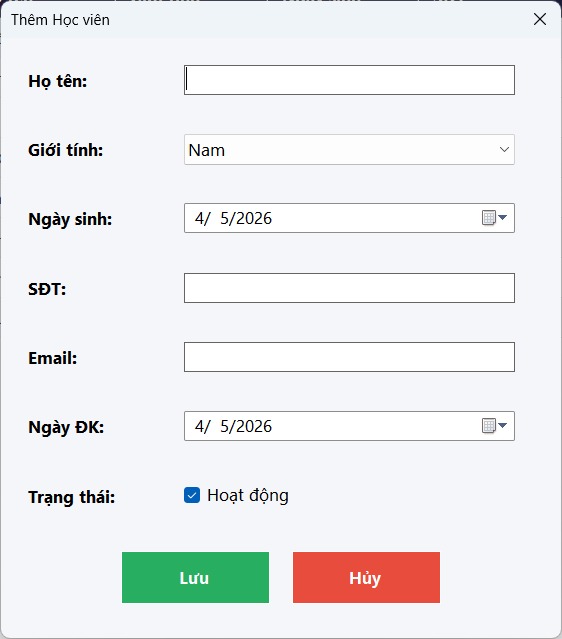 Thêm Học viên
Họ tên:
Giới tính: Nam
Ngày sinh: 4/ 5/2026
SĐT:
Email:
Ngày ĐK: 4/ 5/2026
Trạng thái: Hoạt động
Lưu Hủy